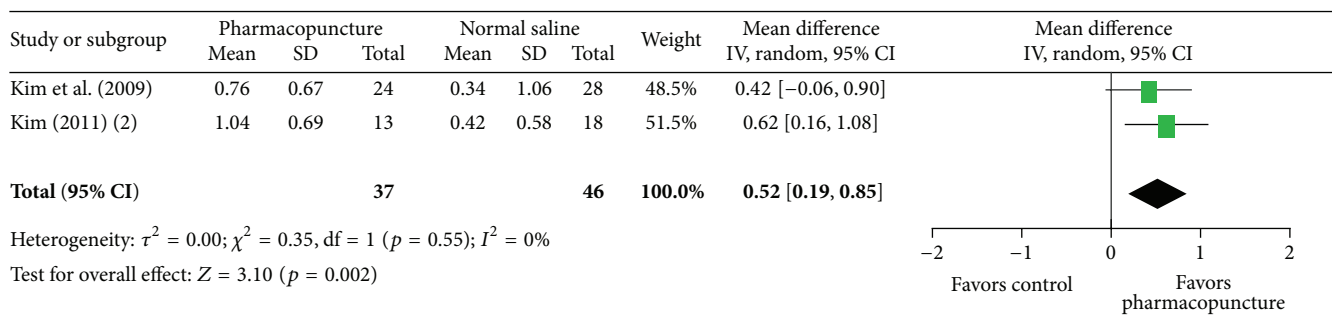 Study or subgroup Pharmacopuncture Normal saline Weight Mean difference Mean difference
Mean SD Total Mean SD Total IV, random, 95% CI IV, random, 95% CI
Kim et al. (2009) 0.76 0.67 24 0.34 1.06 28 48.5% 0.42 [−0.06, 0.90]
Kim (2011) (2) 1.04 0.69 13 0.42 0.58 18 51.5% 0.62 [0.16, 1.08]
Total (95% CI) 37 46 100.0% 0.52 [0.19, 0.85]
Heterogeneity: τ² = 0.00; χ² = 0.35, df = 1 (p = 0.55); I² = 0%
Test for overall effect: Z = 3.10 (p = 0.002)
−2 −1 0 1 2
Favors control Favors
pharmacopuncture